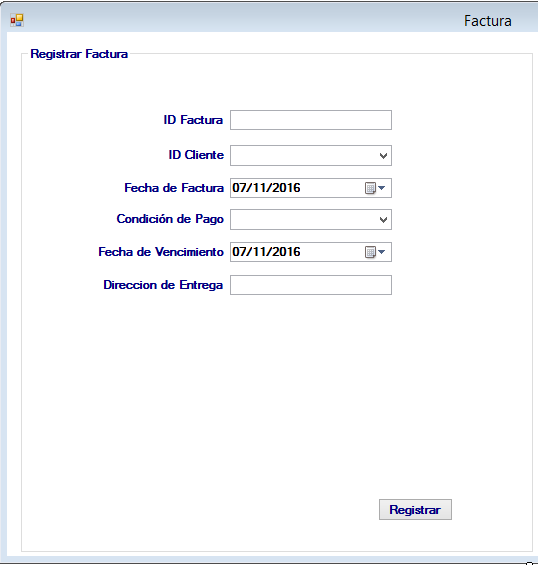 Factura
Registrar Factura
ID Factura
ID Cliente
Fecha de Factura 07/11/2016
Condición de Pago
Fecha de Vencimiento 07/11/2016
Direccion de Entrega
Registrar